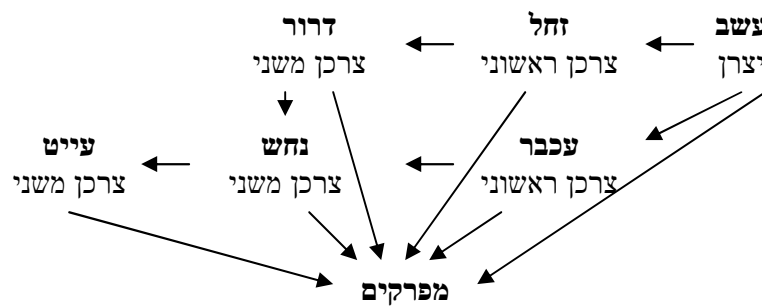 עשב
יצרן
זחל
צרכן ראשוני
דרור
צרכן משני
עכבר
צרכן ראשוני
נחש
צרכן משני
עייט
צרכן משני
מפרקים